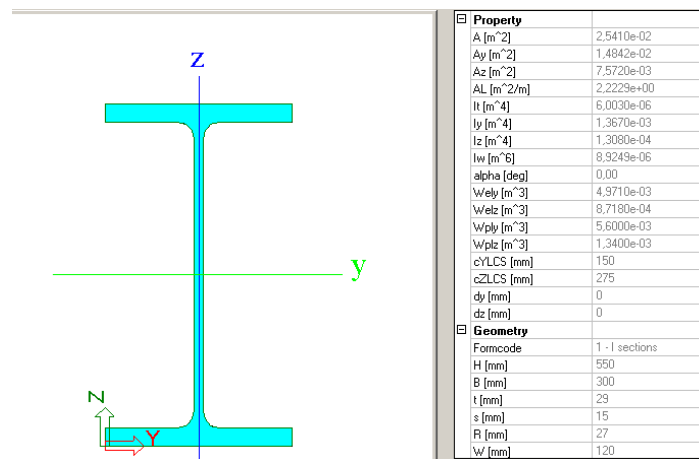 z
y
N
Y
Property
A [m^2] 2,5410e-02
Ay [m^2] 1,4842e-02
Az [m^2] 7,5720e-03
AL [m^2/m] 2,2229e+00
It [m^4] 6,0030e-06
Iy [m^4] 1,3670e-03
Iz [m^4] 1,3080e-04
Iw [m^6] 8,9249e-06
alpha [deg] 0,00
Wely [m^3] 4,9710e-03
Welz [m^3] 8,7180e-04
Wply [m^3] 5,6000e-03
Wplz [m^3] 1,3400e-03
cYLCS [mm] 150
cZLCS [mm] 275
dy [mm] 0
dz [mm] 0
Geometry
Formcode 1 - I sections
H [mm] 550
B [mm] 300
t [mm] 29
s [mm] 15
R [mm] 27
W [mm] 120